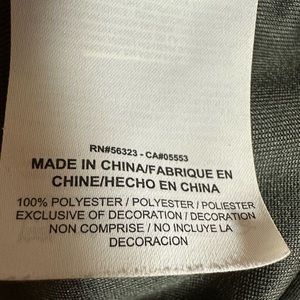 RN#56323 - CA#05553
MADE IN CHINA/FABRIQUE EN
CHINE/HECHO EN CHINA
100% POLYESTER / POLYESTER / POLIESTER
EXCLUSIVE OF DECORATION / DECORATION
NON COMPRISE / NO INCLUYE LA
DECORACION